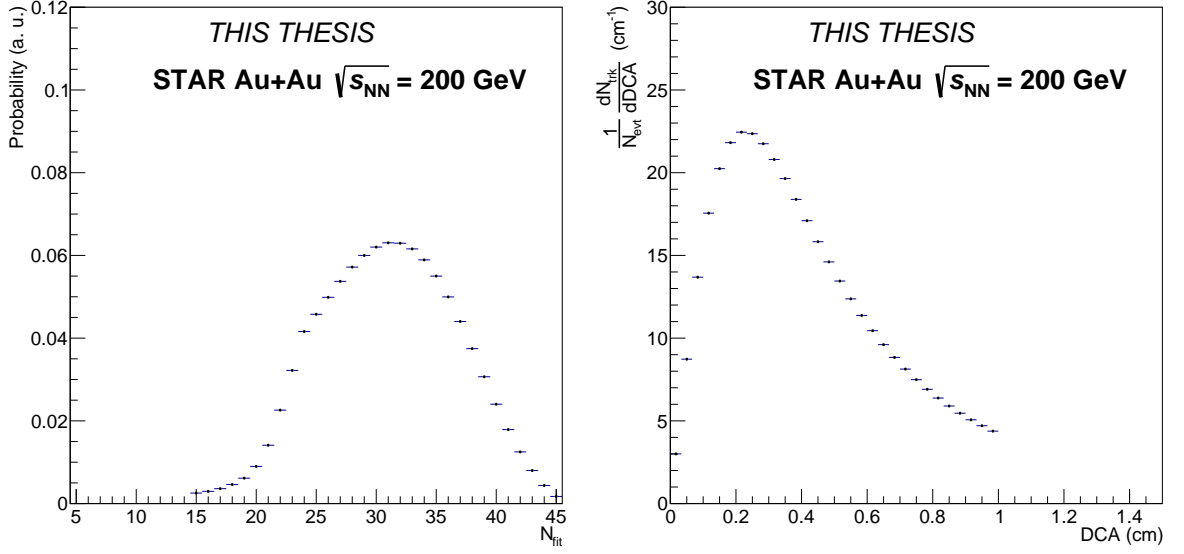 THIS THESIS
STAR Au+Au √sNN = 200 GeV
Probability (a. u.)
0.12
0.1
0.08
0.06
0.04
0.02
0
5 10 15 20 25 30 35 40 45
Nfit
THIS THESIS
STAR Au+Au √sNN = 200 GeV
1/Nevt dNtrk/dDCA (cm-1)
30
25
20
15
10
5
0
0 0.2 0.4 0.6 0.8 1 1.2 1.4
DCA (cm)